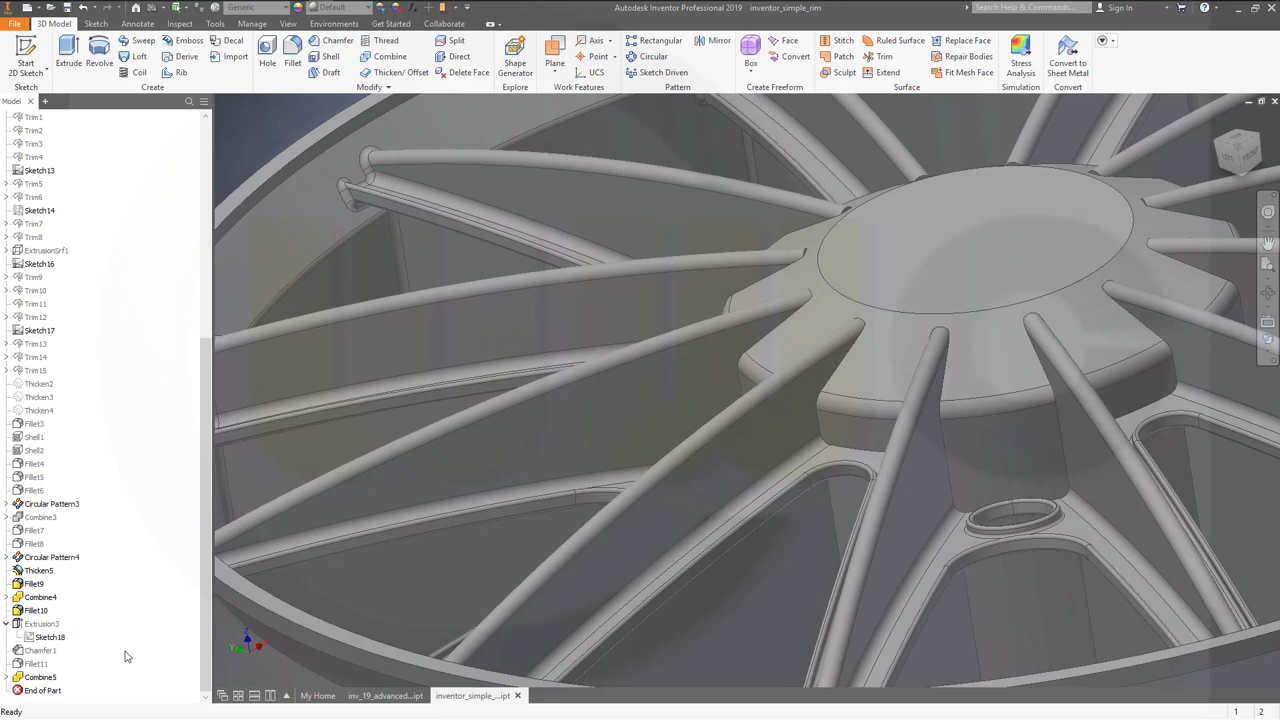 Generic
Default
Autodesk Inventor Professional 2019 inventor_simple_rim
Search Help & Commands...
Sign In
File
3D Model
Sketch
Annotate
Inspect
Tools
Manage
View
Environments
Get Started
Collaborate
Start
2D Sketch
Sketch
Extrude
Revolve
Sweep
Loft
Coil
Emboss
Derive
Rib
Decal
Import
Create
Hole
Fillet
Chamfer
Shell
Draft
Thread
Combine
Thicken/ Offset
Split
Direct
Delete Face
Modify
Shape
Generator
Explore
Plane
Axis
Point
UCS
Work Features
Rectangular
Circular
Sketch Driven
Mirror
Pattern
Box
Face
Convert
Create Freeform
Stitch
Patch
Sculpt
Ruled Surface
Trim
Extend
Replace Face
Repair Bodies
Fit Mesh Face
Surface
Stress
Analysis
Simulation
Convert to
Sheet Metal
Convert
Model
Trim1
Trim2
Trim3
Trim4
Sketch13
Trim5
Trim6
Sketch14
Trim7
Trim8
ExtrusionSrf1
Sketch16
Trim9
Trim10
Trim11
Trim12
Sketch17
Trim13
Trim14
Trim15
Thicken2
Thicken3
Thicken4
Fillet3
Shell1
Shell2
Fillet4
Fillet5
Fillet6
Circular Pattern3
Combine3
Fillet7
Fillet8
Circular Pattern4
Thicken5
Fillet9
Combine4
Fillet10
Extrusion3
Sketch18
Chamfer1
Fillet11
Combine5
End of Part
LEFT
FRONT
Z
Y
My Home
inv_19_advanced...ipt
inventor_simple_...ipt
Ready
1
2